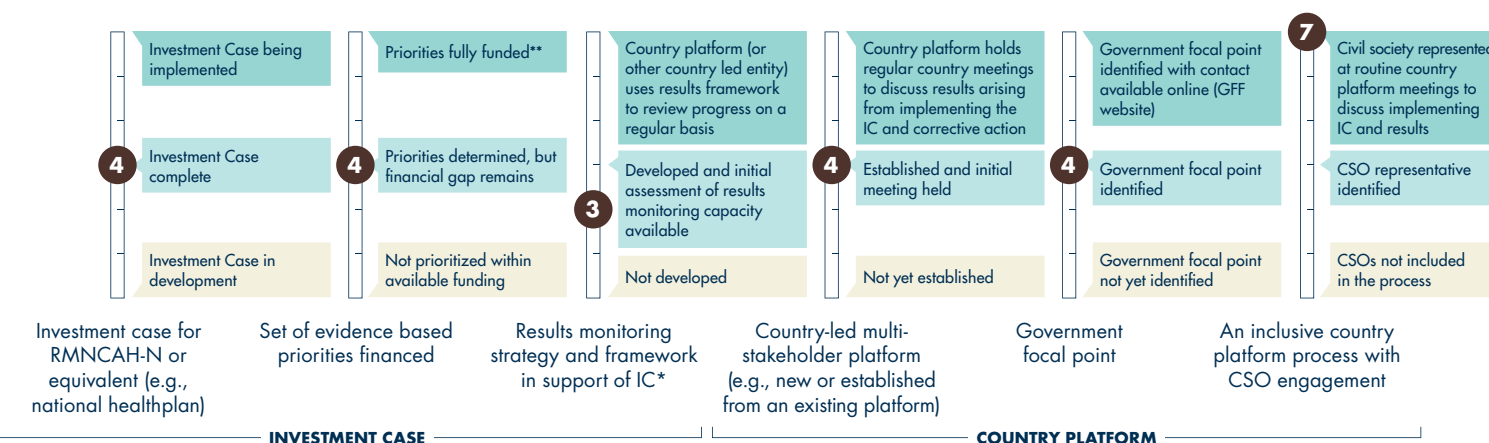 4
Investment Case being
implemented
Investment Case
complete
Investment Case in
development
Investment case for
RMNCAH-N or
equivalent (e.g.,
national healthplan)
4
Priorities fully funded**
Priorities determined, but
financial gap remains
Not prioritized within
available funding
Set of evidence based
priorities financed
3
Country platform (or
other country led entity)
uses results framework
to review progress on a
regular basis
Developed and initial
assessment of results
monitoring capacity
available
Not developed
Results monitoring
strategy and framework
in support of IC*
4
Country platform holds
regular country meetings
to discuss results arising
from implementing the
IC and corrective action
Established and initial
meeting held
Not yet established
Country-led multi-
stakeholder platform
(e.g., new or established
from an existing platform)
4
Government focal point
identified with contact
available online (GFF
website)
Government focal point
identified
Government focal point
not yet identified
Government
focal point
7
Civil society represented
at routine country
platform meetings to
discuss implementing
IC and results
CSO representative
identified
CSOs not included
in the process
An inclusive country
platform process with
CSO engagement
INVESTMENT CASE
COUNTRY PLATFORM